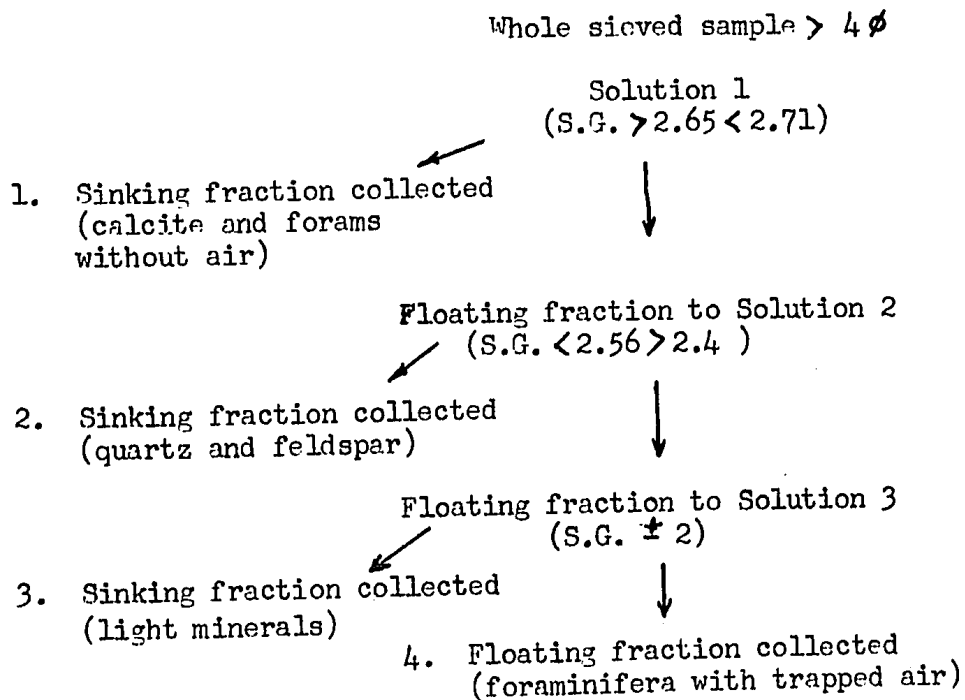 Whole sieved sample > 4ø
Solution 1
(S.G. >2.65<2.71)
1. Sinking fraction collected
(calcite and forams
without air)
Floating fraction to Solution 2
(S.G. <2.56>2.4 )
2. Sinking fraction collected
(quartz and feldspar)
Floating fraction to Solution 3
(S.G. ± 2)
3. Sinking fraction collected
(light minerals)
4. Floating fraction collected
(foraminifera with trapped air)